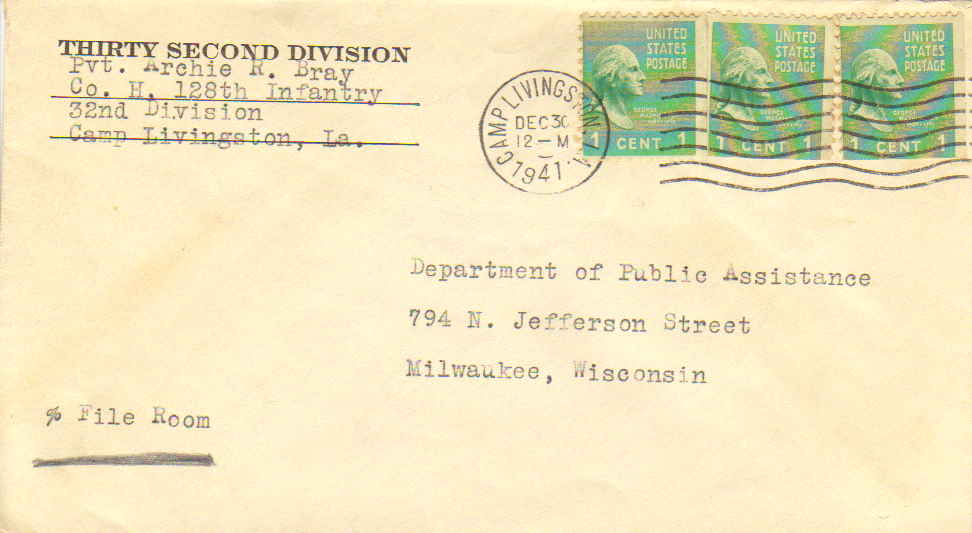 THIRTY SECOND DIVISION
Pvt. Archie R. Bray
Co. H. 128th Infantry
32nd Division
Camp Livingston, La.
CAMP LIVINGSTON
DEC 30
12-M
1941
LA.
UNITED STATES POSTAGE
1 CENT 1
UNITED STATES POSTAGE
1 CENT 1
UNITED STATES POSTAGE
1 CENT 1
Department of Public Assistance
794 N. Jefferson Street
Milwaukee, Wisconsin
% File Room